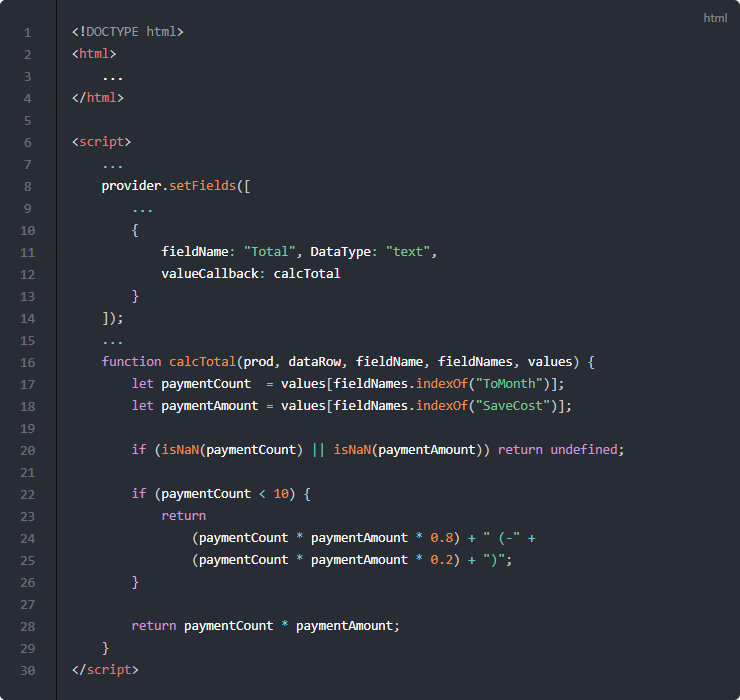 html
1 <!DOCTYPE html>
2 <html>
3     ...
4 </html>
5
6 <script>
7     ...
8     provider.setFields([
9         ...
10         {
11             fieldName: "Total", DataType: "text",
12             valueCallback: calcTotal
13         }
14     ]);
15     ...
16     function calcTotal(prod, dataRow, fieldName, fieldNames, values) {
17         let paymentCount  = values[fieldNames.indexOf("ToMonth")];
18         let paymentAmount = values[fieldNames.indexOf("SaveCost")];
19
20         if (isNaN(paymentCount) || isNaN(paymentAmount)) return undefined;
21
22         if (paymentCount < 10) {
23             return
24                 (paymentCount * paymentAmount * 0.8) + " (-" +
25                 (paymentCount * paymentAmount * 0.2) + ")";
26         }
27
28         return paymentCount * paymentAmount;
29     }
30 </script>